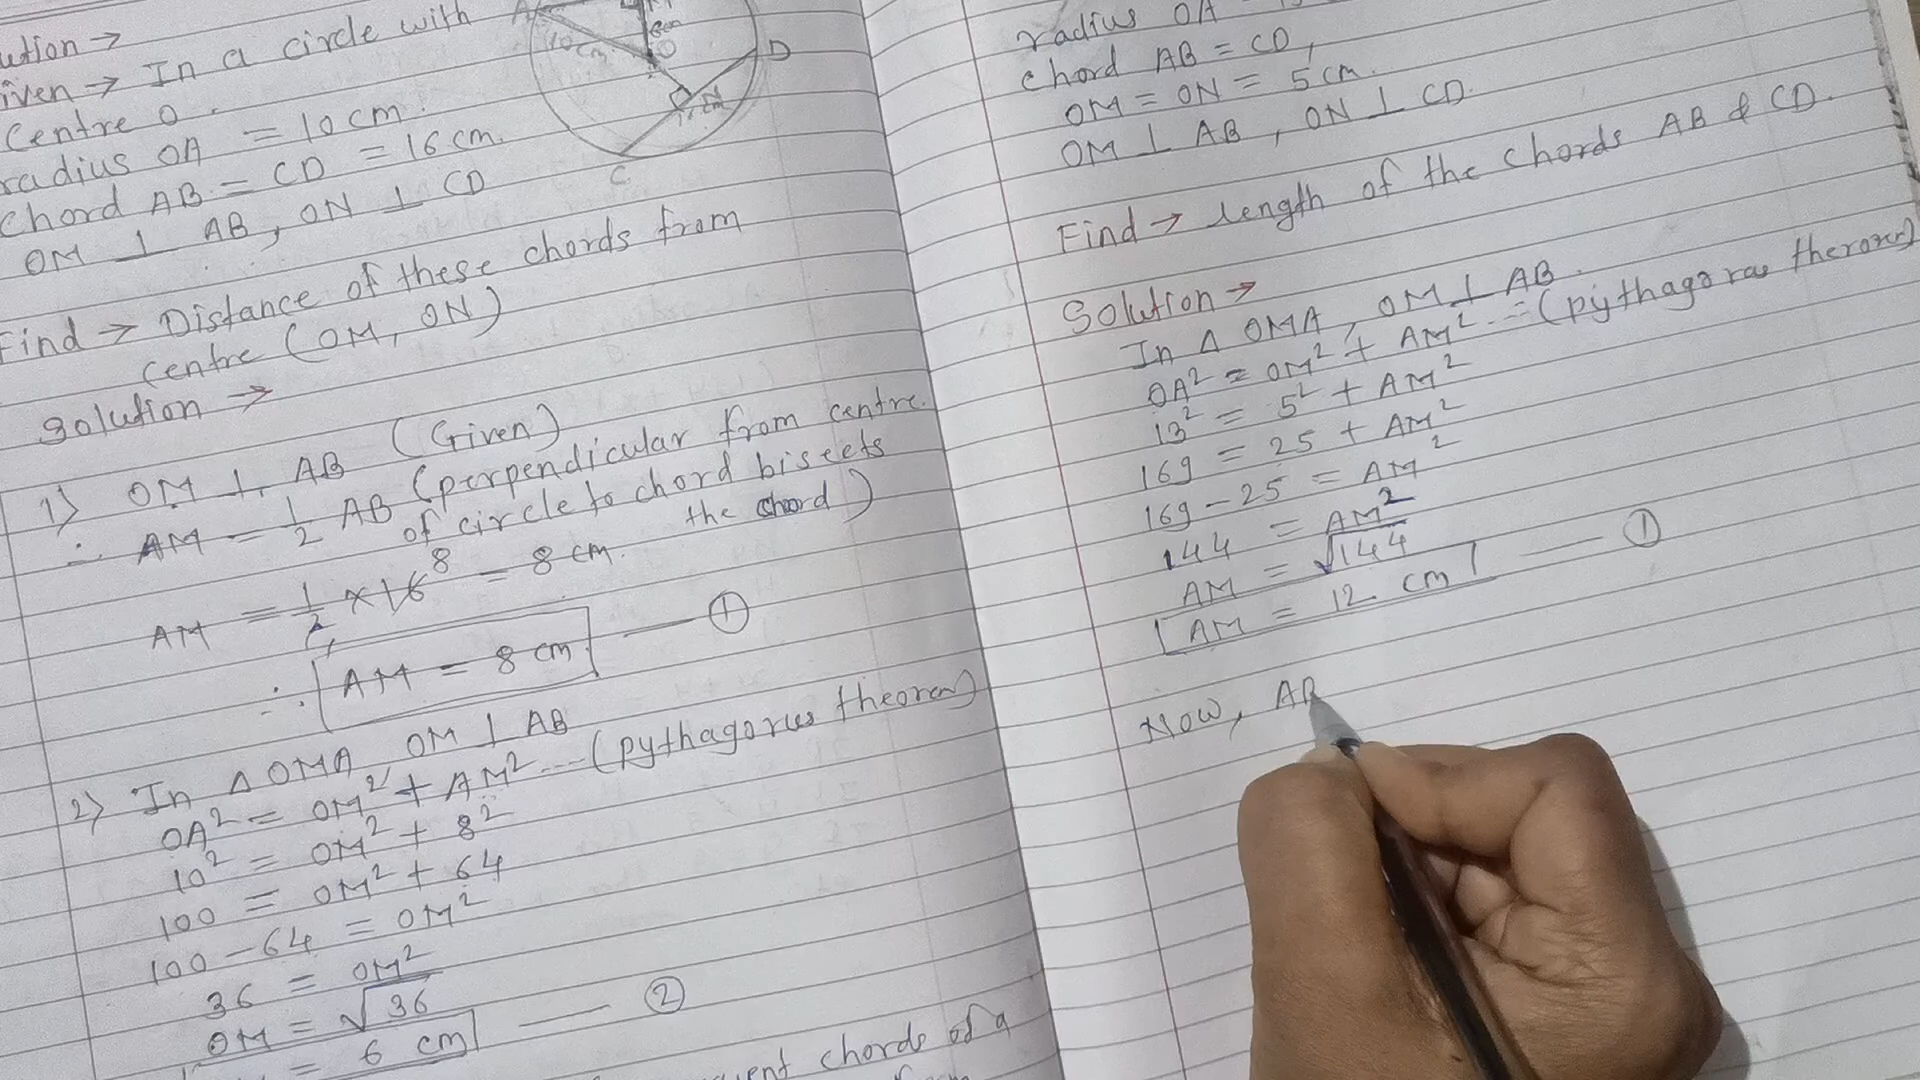 ution →
iven → In a circle with
Centre O.
radius OA = 10 cm.
chord AB = CD = 16 cm.
OM ⊥ AB, ON ⊥ CD
A
10 cm
O
D
N
C
Find → Distance of these chords from
centre (OM, ON)
Solution →
1) OM ⊥ AB (Given)
∴ AM = 1/2 AB (perpendicular from centre
of circle to chord bisects
the chord)
AM = 1/2 × 16 8 = 8 cm.
∴ AM = 8 cm — ①
2) In △ OMA OM ⊥ AB
OA² = OM² + AM² --- (pythagorus theorem)
10² = OM² + 8²
100 = OM² + 64
100 - 64 = OM²
36 = OM²
OM = √36
= 6 cm — ②
chords of a
radius OA
chord AB = CD,
OM = ON = 5 cm.
OM ⊥ AB, ON ⊥ CD.
Find → length of the chords AB & CD.
Solution →
In △ OMA, OM ⊥ AB.
OA² = OM² + AM² --- (pythagoras therorem)
13² = 5² + AM²
169 = 25 + AM²
169 - 25 = AM²
144 = AM²
AM = √144
AM = 12 cm — ①
Now, AB